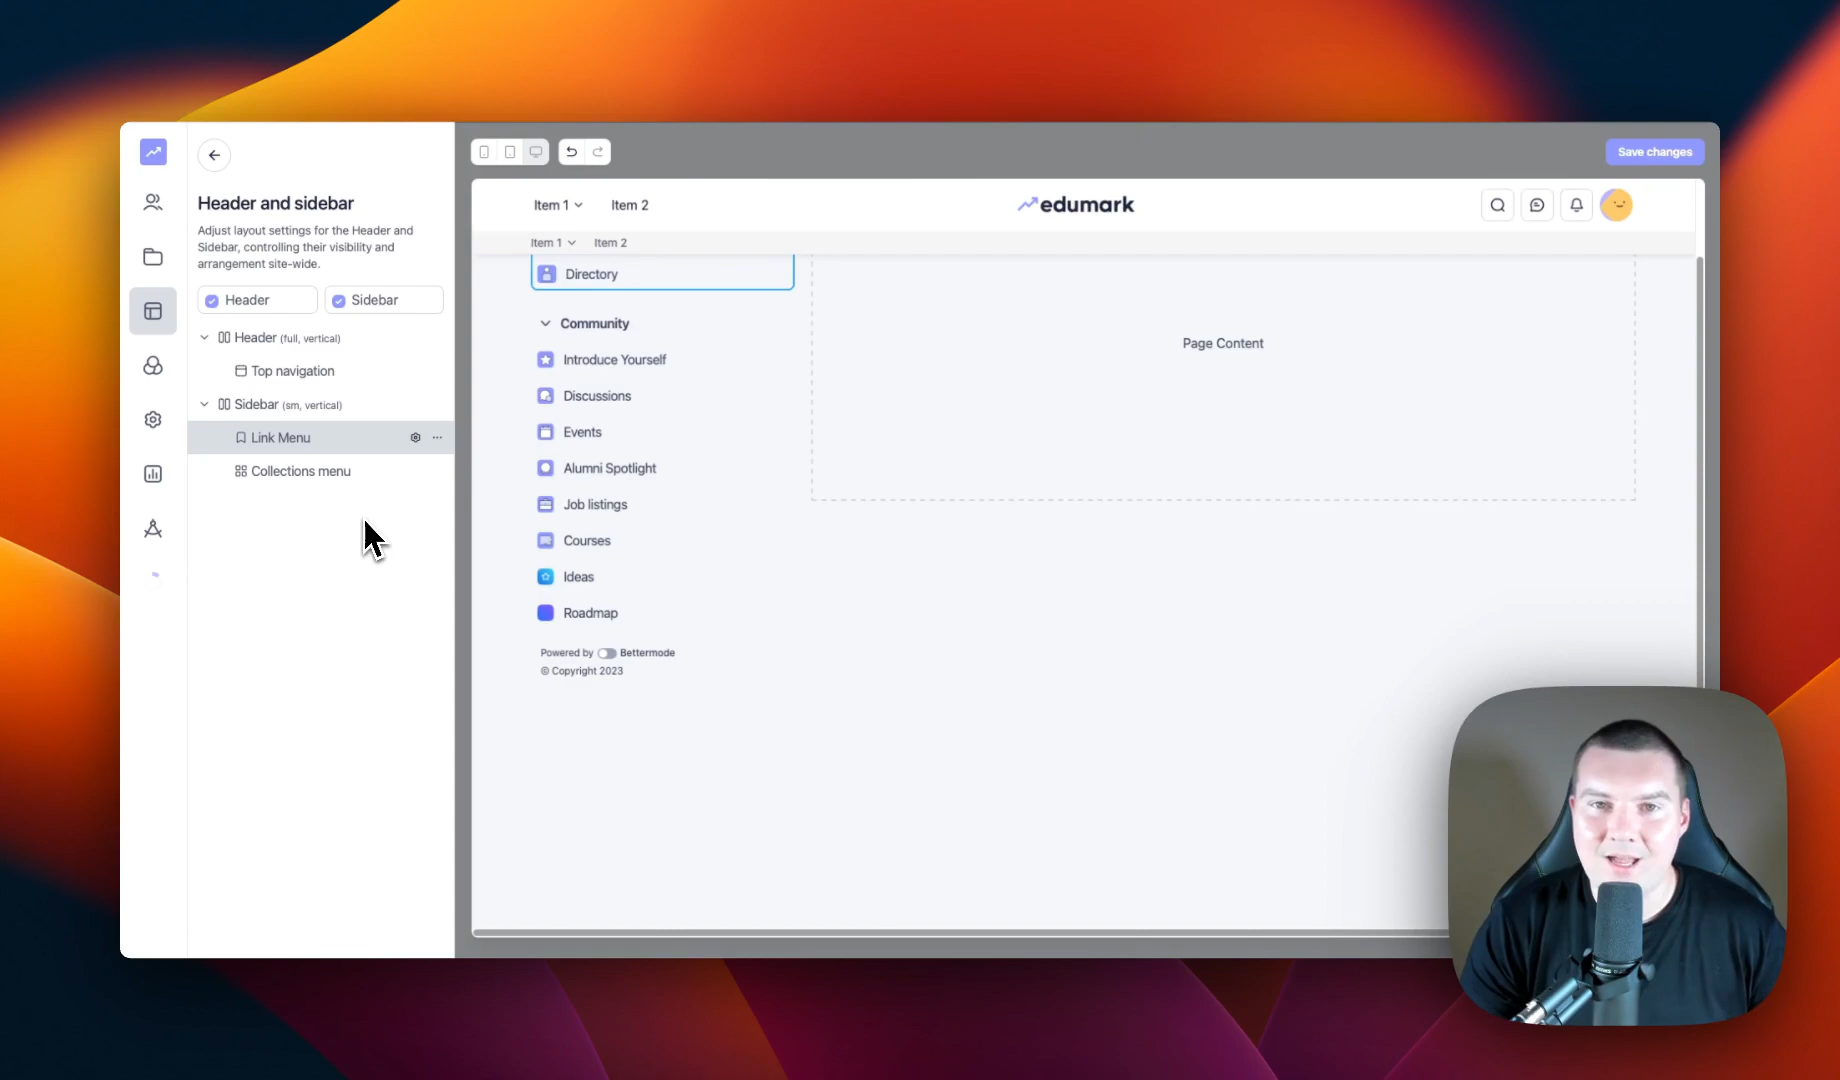 Header and sidebar
Adjust layout settings for the Header and
Sidebar, controlling their visibility and
arrangement site-wide.
Header
Sidebar
Header (full, vertical)
Top navigation
Sidebar (sm, vertical)
Link Menu
Collections menu
Save changes
Item 1
Item 2
edumark
Item 1
Item 2
Directory
Community
Introduce Yourself
Discussions
Events
Alumni Spotlight
Job listings
Courses
Ideas
Roadmap
Powered by Bettermode
© Copyright 2023
Page Content